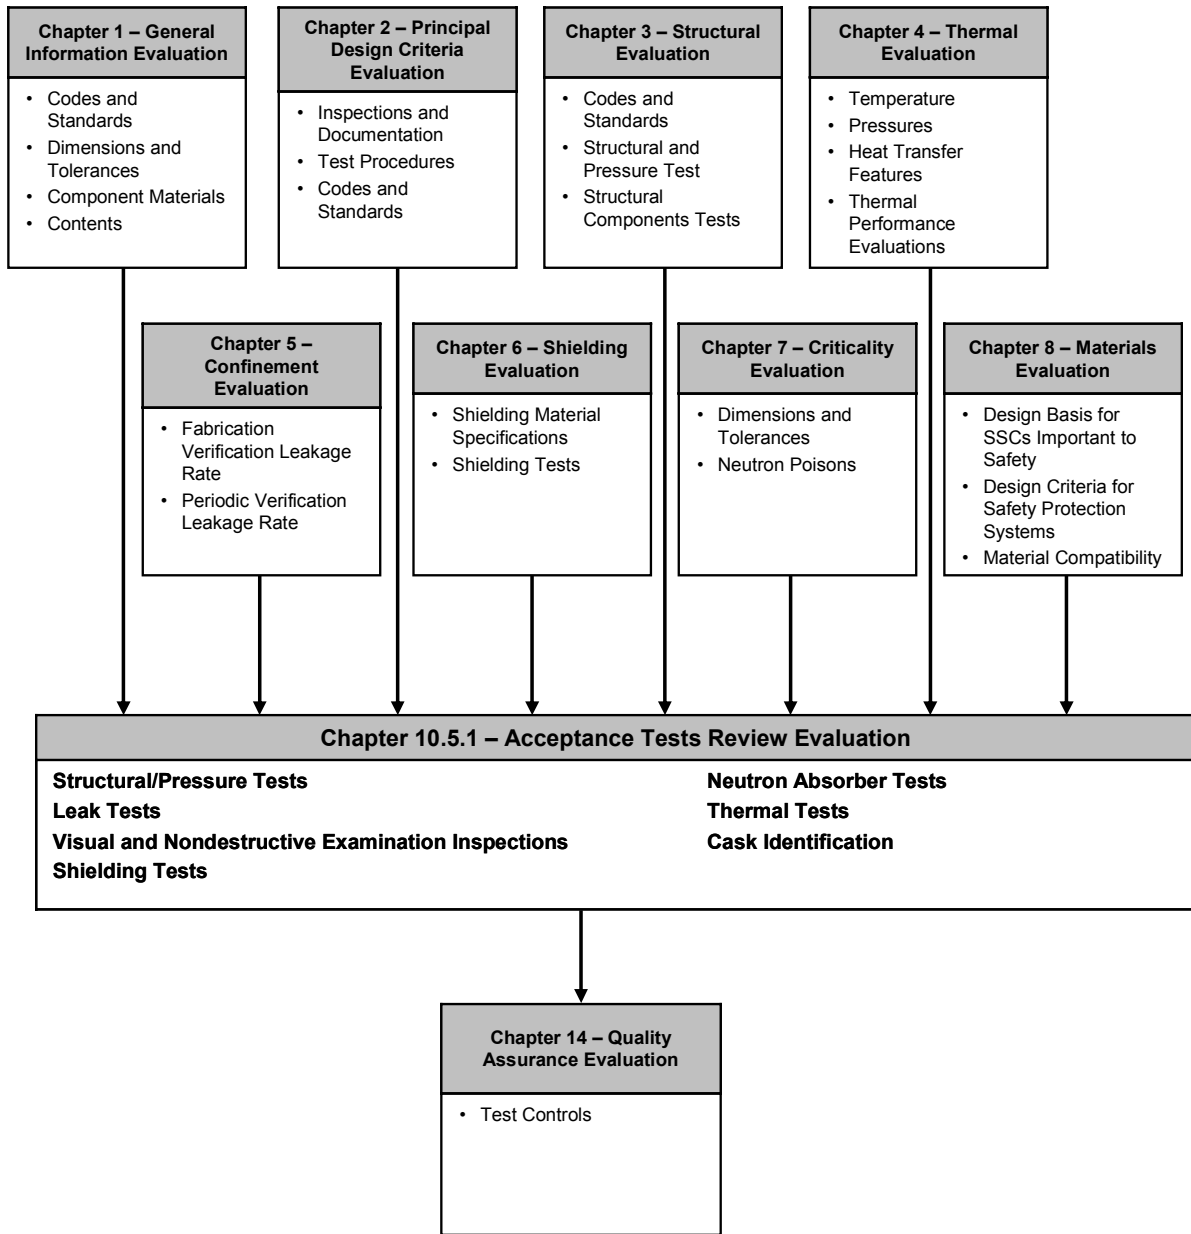 Chapter 1 – General
Information Evaluation
• Codes and
Standards
• Dimensions and
Tolerances
• Component Materials
• Contents
Chapter 2 – Principal
Design Criteria
Evaluation
• Inspections and
Documentation
• Test Procedures
• Codes and
Standards
Chapter 3 – Structural
Evaluation
• Codes and
Standards
• Structural and
Pressure Test
• Structural
Components Tests
Chapter 4 – Thermal
Evaluation
• Temperature
• Pressures
• Heat Transfer
Features
• Thermal
Performance
Evaluations
Chapter 5 –
Confinement
Evaluation
• Fabrication
Verification Leakage
Rate
• Periodic Verification
Leakage Rate
Chapter 6 – Shielding
Evaluation
• Shielding Material
Specifications
• Shielding Tests
Chapter 7 – Criticality
Evaluation
• Dimensions and
Tolerances
• Neutron Poisons
Chapter 8 – Materials
Evaluation
• Design Basis for
SSCs Important to
Safety
• Design Criteria for
Safety Protection
Systems
• Material Compatibility
Chapter 10.5.1 – Acceptance Tests Review Evaluation
Structural/Pressure Tests
Leak Tests
Visual and Nondestructive Examination Inspections
Shielding Tests
Neutron Absorber Tests
Thermal Tests
Cask Identification
Chapter 14 – Quality
Assurance Evaluation
• Test Controls